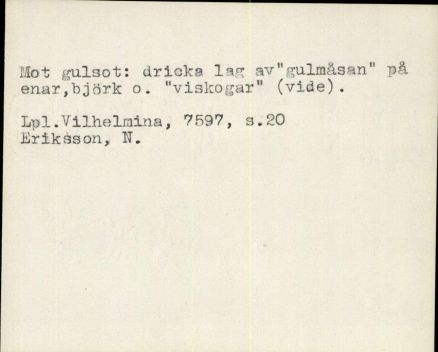 Mot gulsot: dricka lag av"gulmåsan" på
enar,björk o. "viskogar" (vide).
Lpl.Vilhelmina, 7597, s.20
Eriksson, N.